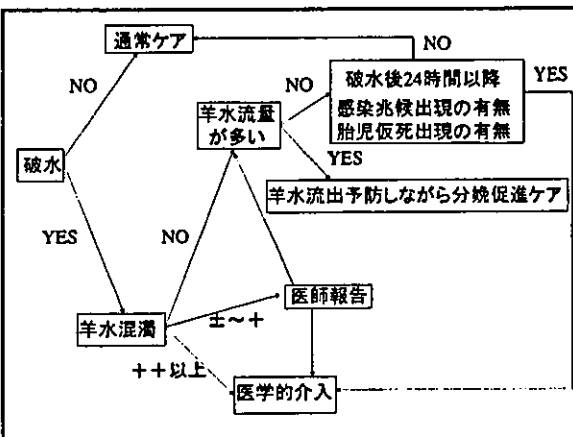 通常ケア
NO
NO
YES
破水後24時間以降
感染兆候出現の有無
胎児仮死出現の有無
NO
羊水流量
が多い
破水
YES
羊水流出予防しながら分娩促進ケア
YES
NO
医師報告
羊水混濁
±～+
++以上
医学的介入